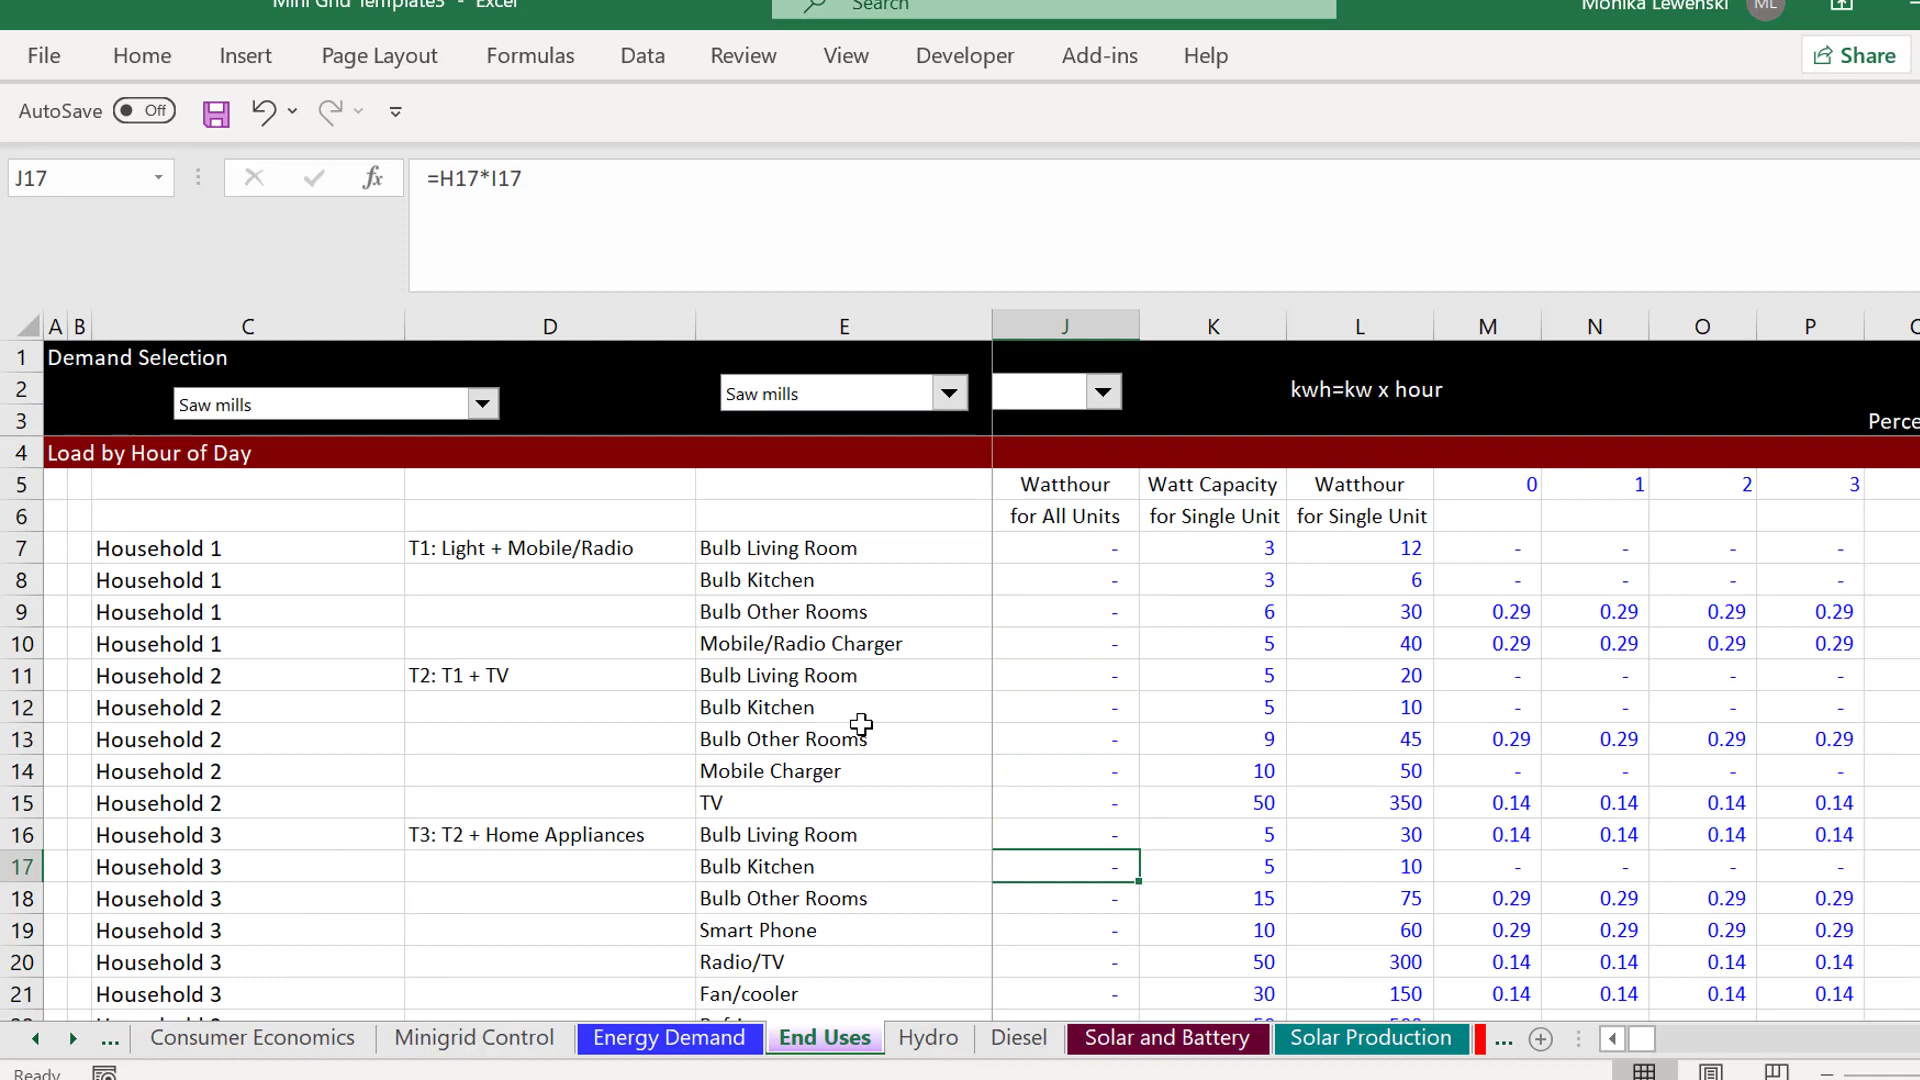 Mini Grid Template3 - Excel
Search
Monika Lewenski
ML
File Home Insert Page Layout Formulas Data Review View Developer Add-ins Help
Share
AutoSave Off
J17 fx =H17*I17
A B C D E J K L M N O P
1 Demand Selection
2 Saw mills Saw mills kwh=kw x hour
3 Perce
4 Load by Hour of Day
5 Watthour Watt Capacity Watthour 0 1 2 3
6 for All Units for Single Unit for Single Unit
7 Household 1 T1: Light + Mobile/Radio Bulb Living Room - 3 12 - - - -
8 Household 1 Bulb Kitchen - 3 6 - - - -
9 Household 1 Bulb Other Rooms - 6 30 0.29 0.29 0.29 0.29
10 Household 1 Mobile/Radio Charger - 5 40 0.29 0.29 0.29 0.29
11 Household 2 T2: T1 + TV Bulb Living Room - 5 20 - - - -
12 Household 2 Bulb Kitchen - 5 10 - - - -
13 Household 2 Bulb Other Rooms - 9 45 0.29 0.29 0.29 0.29
14 Household 2 Mobile Charger - 10 50 - - - -
15 Household 2 TV - 50 350 0.14 0.14 0.14 0.14
16 Household 3 T3: T2 + Home Appliances Bulb Living Room - 5 30 0.14 0.14 0.14 0.14
17 Household 3 Bulb Kitchen - 5 10 - - - -
18 Household 3 Bulb Other Rooms - 15 75 0.29 0.29 0.29 0.29
19 Household 3 Smart Phone - 10 60 0.29 0.29 0.29 0.29
20 Household 3 Radio/TV - 50 300 0.14 0.14 0.14 0.14
21 Household 3 Fan/cooler - 30 150 0.14 0.14 0.14 0.14
... Consumer Economics Minigrid Control Energy Demand End Uses Hydro Diesel Solar and Battery Solar Production ...
Ready